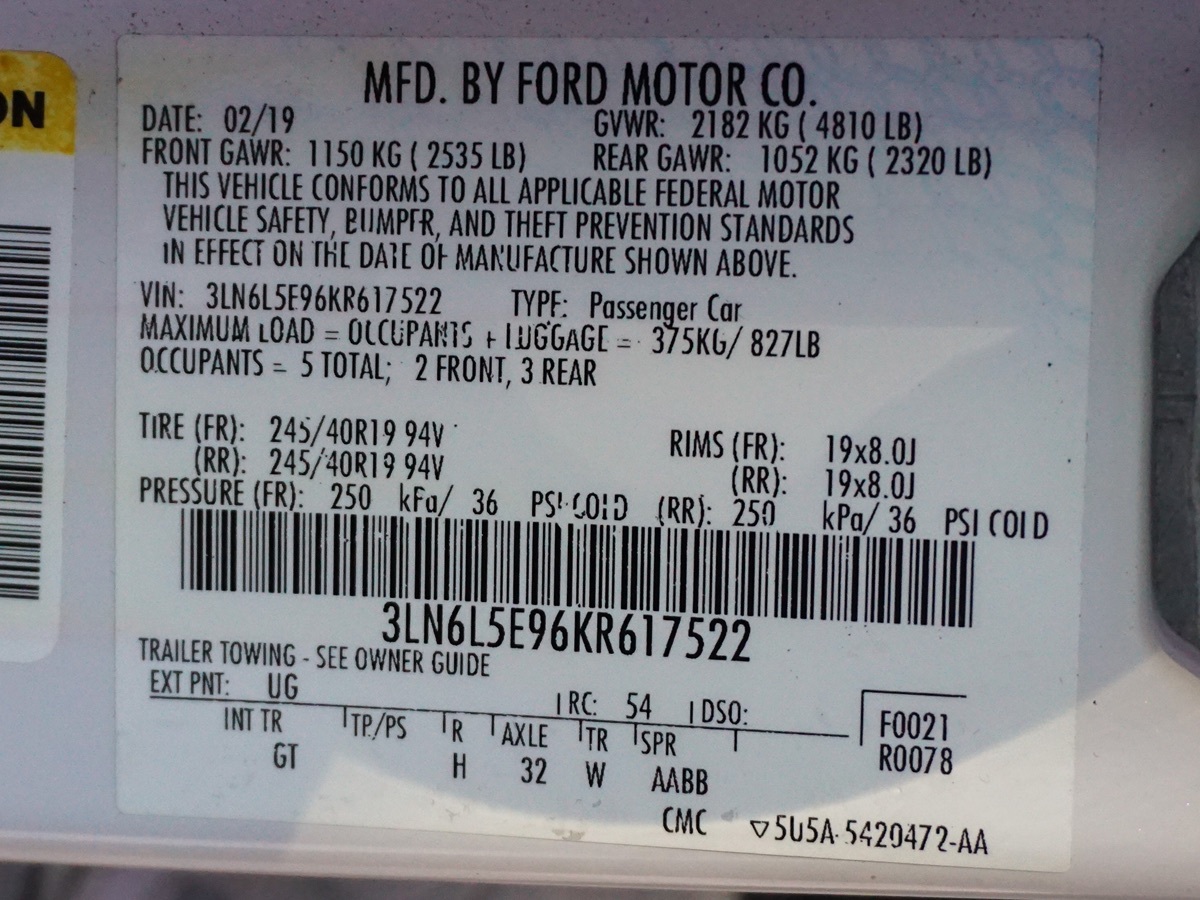 ON
MFD. BY FORD MOTOR CO.
DATE: 02/19 GVWR: 2182 KG ( 4810 LB)
FRONT GAWR: 1150 KG ( 2535 LB) REAR GAWR: 1052 KG ( 2320 LB)
THIS VEHICLE CONFORMS TO ALL APPLICABLE FEDERAL MOTOR
VEHICLE SAFETY, BUMPER, AND THEFT PREVENTION STANDARDS
IN EFFECT ON THE DATE OF MANUFACTURE SHOWN ABOVE.
VIN: 3LN6L5E96KR617522 TYPE: Passenger Car
MAXIMUM LOAD = OCCUPANTS + LUGGAGE = 375KG/ 827LB
OCCUPANTS = 5 TOTAL; 2 FRONT, 3 REAR
TIRE (FR): 245/40R19 94V RIMS (FR): 19x8.0J
(RR): 245/40R19 94V (RR): 19x8.0J
PRESSURE (FR): 250 kPa/ 36 PSI COLD (RR): 250 kPa/ 36 PSI COLD
3LN6L5E96KR617522
TRAILER TOWING - SEE OWNER GUIDE
EXT PNT: UG RC: 54 DSO: F0021
INT TR TP/PS R AXLE TR SPR R0078
GT H 32 W AABB
CMC ▽5U5A-5420472-AA